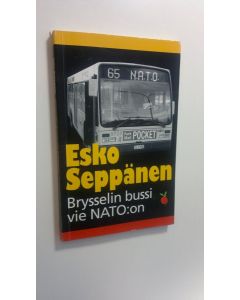 65 NATO
POCKET
Esko
Seppänen
Brysselin bussi
vie NATO:on